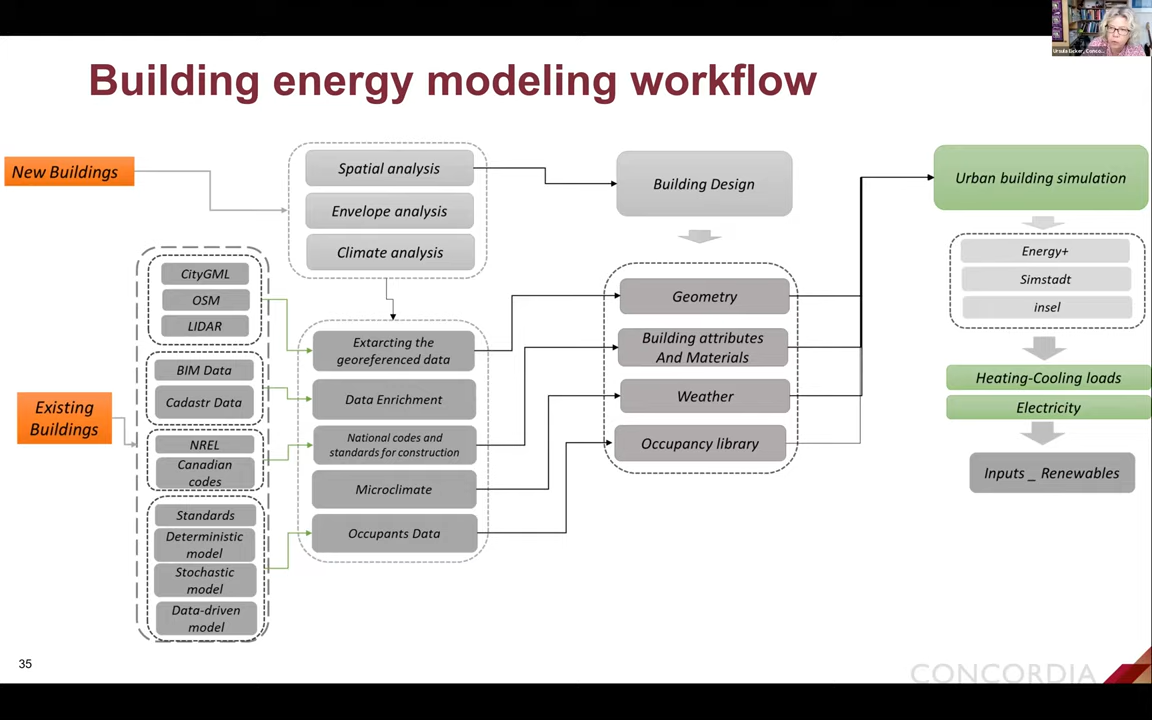 Ursula Eicker, Conco...
Building energy modeling workflow
New Buildings
Existing
Buildings
CityGML
OSM
LIDAR
BIM Data
Cadastr Data
NREL
Canadian
codes
Standards
Deterministic
model
Stochastic
model
Data-driven
model
Spatial analysis
Envelope analysis
Climate analysis
Extarcting the
georeferenced data
Data Enrichment
National codes and
standards for construction
Microclimate
Occupants Data
Building Design
Geometry
Building attributes
And Materials
Weather
Occupancy library
Urban building simulation
Energy+
Simstadt
insel
Heating-Cooling loads
Electricity
Inputs _ Renewables
35
CONCORDIA